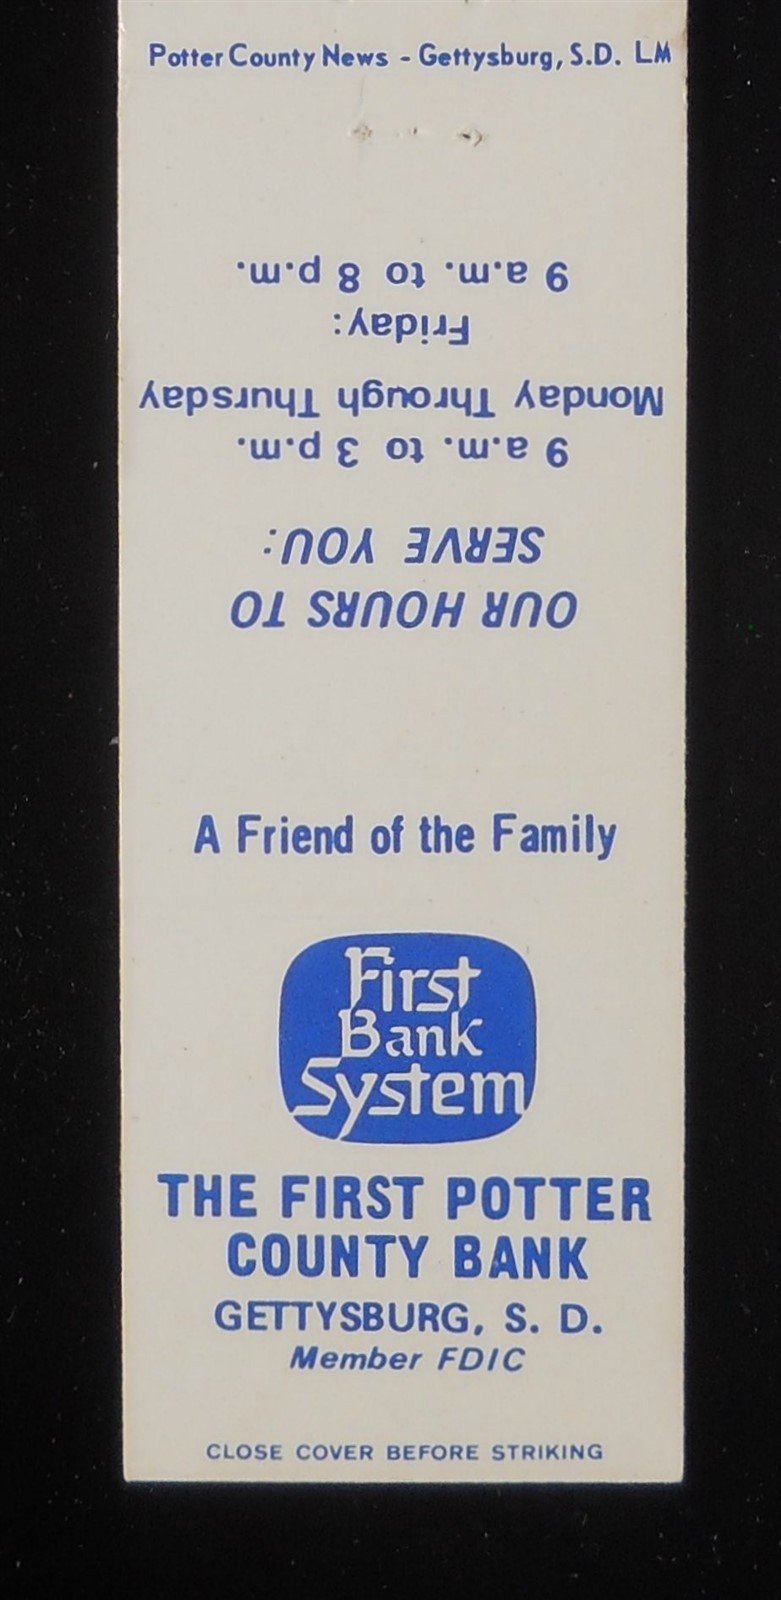 Potter County News - Gettysburg, S.D. LM
OUR HOURS TO
SERVE YOU:
9 a.m. to 3 p.m.
Monday Through Thursday
Friday:
9 a.m. to 8 p.m.
A Friend of the Family
First
Bank
System
THE FIRST POTTER
COUNTY BANK
GETTYSBURG, S. D.
Member FDIC
CLOSE COVER BEFORE STRIKING